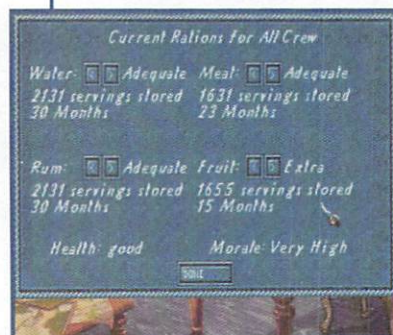 Current Rations for All Crew
Water: Adequate Meat: Adequate
2131 servings stored 1631 servings stored
30 Months 23 Months
Rum: Adequate Fruit: Extra
2131 servings stored 1655 servings stored
30 Months 15 Months
Health: good Morale: Very High
DONE